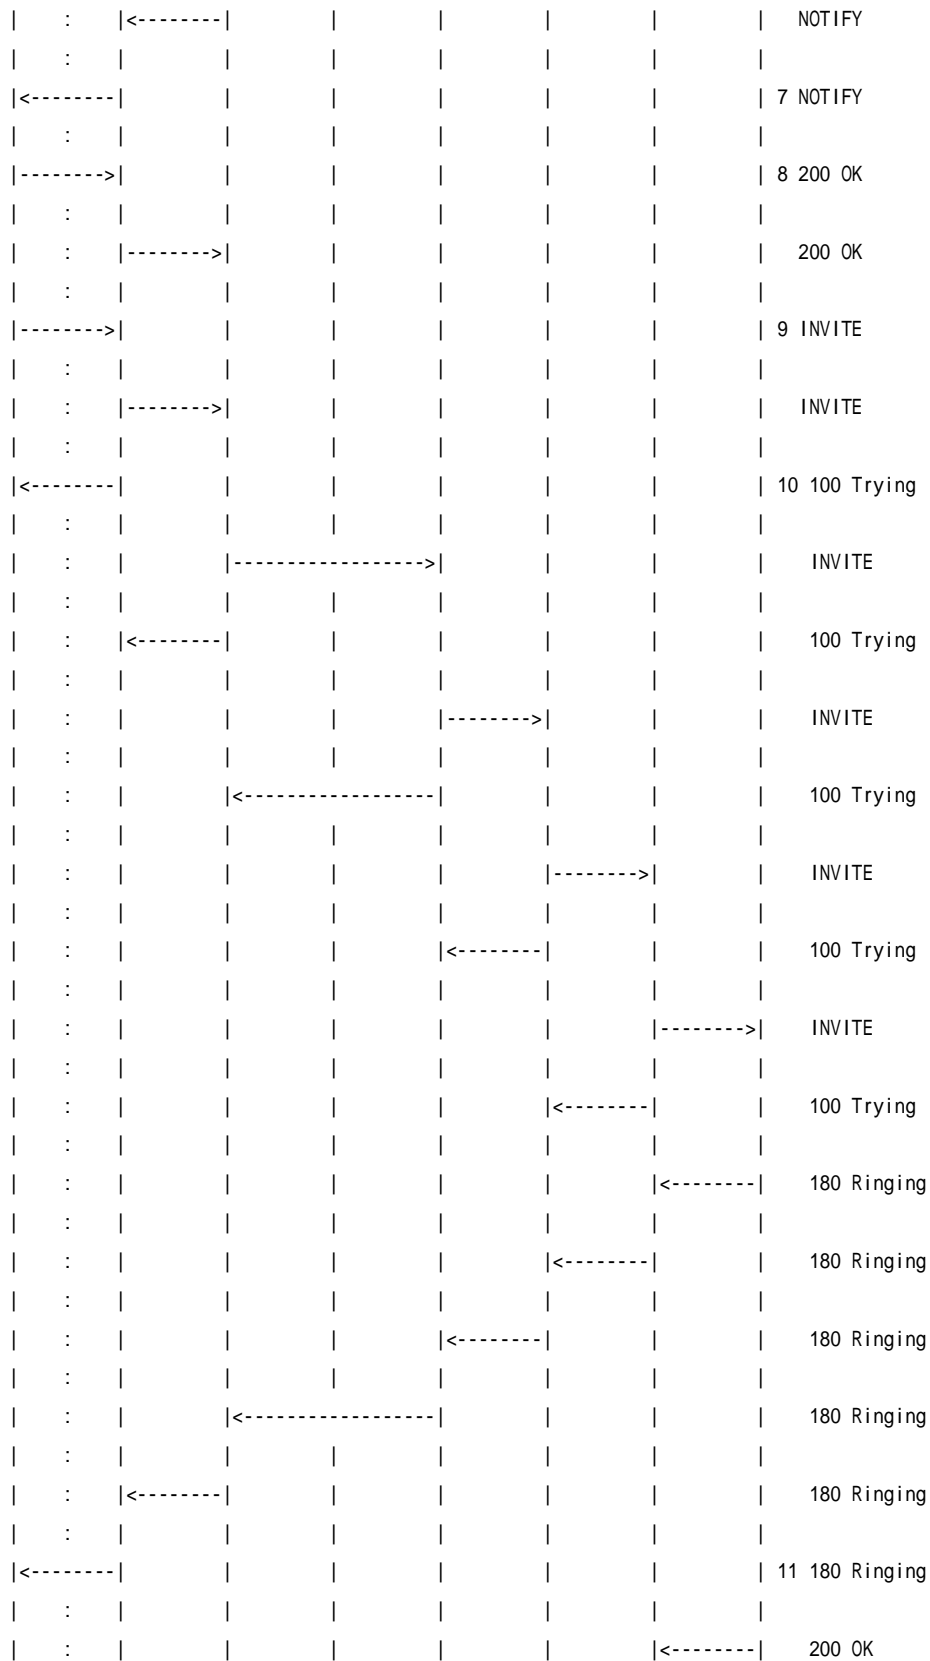 |    :    |<--------|         |         |         |         |         |   NOTIFY
|    :    |         |         |         |         |         |         |
|<--------|         |         |         |         |         |         | 7 NOTIFY
|    :    |         |         |         |         |         |         |
|-------->|         |         |         |         |         |         | 8 200 OK
|    :    |         |         |         |         |         |         |
|    :    |-------->|         |         |         |         |         |   200 OK
|    :    |         |         |         |         |         |         |
|-------->|         |         |         |         |         |         | 9 INVITE
|    :    |         |         |         |         |         |         |
|    :    |-------->|         |         |         |         |         |   INVITE
|    :    |         |         |         |         |         |         |
|<--------|         |         |         |         |         |         | 10 100 Trying
|    :    |         |         |         |         |         |         |
|    :    |         |------------------>|         |         |         |    INVITE
|    :    |         |         |         |         |         |         |
|    :    |<--------|         |         |         |         |         |    100 Trying
|    :    |         |         |         |         |         |         |
|    :    |         |         |         |-------->|         |         |    INVITE
|    :    |         |         |         |         |         |         |
|    :    |         |<------------------|         |         |         |    100 Trying
|    :    |         |         |         |         |         |         |
|    :    |         |         |         |         |-------->|         |    INVITE
|    :    |         |         |         |         |         |         |
|    :    |         |         |         |<--------|         |         |    100 Trying
|    :    |         |         |         |         |         |         |
|    :    |         |         |         |         |         |-------->|    INVITE
|    :    |         |         |         |         |         |         |
|    :    |         |         |         |         |<--------|         |    100 Trying
|    :    |         |         |         |         |         |         |
|    :    |         |         |         |         |         |<--------|    180 Ringing
|    :    |         |         |         |         |         |         |
|    :    |         |         |         |         |<--------|         |    180 Ringing
|    :    |         |         |         |         |         |         |
|    :    |         |         |         |<--------|         |         |    180 Ringing
|    :    |         |         |         |         |         |         |
|    :    |         |<------------------|         |         |         |    180 Ringing
|    :    |         |         |         |         |         |         |
|    :    |<--------|         |         |         |         |         |    180 Ringing
|    :    |         |         |         |         |         |         |
|<--------|         |         |         |         |         |         | 11 180 Ringing
|    :    |         |         |         |         |         |         |
|    :    |         |         |         |         |         |<--------|    200 OK